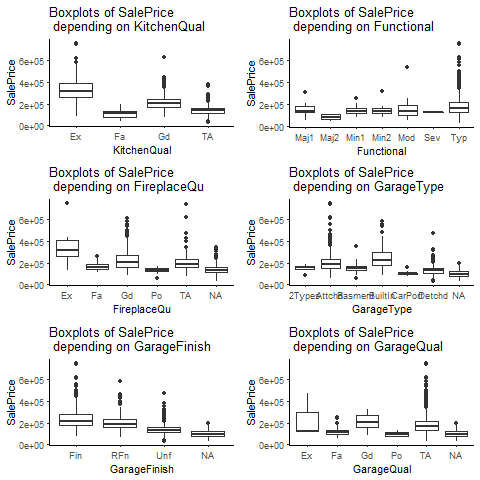 Boxplots of SalePrice
depending on KitchenQual
SalePrice
6e+05
4e+05
2e+05
0e+00
Ex Fa Gd TA
KitchenQual
Boxplots of SalePrice
depending on Functional
SalePrice
6e+05
4e+05
2e+05
0e+00
Maj1 Maj2 Min1 Min2 Mod Sev Typ
Functional
Boxplots of SalePrice
depending on FireplaceQu
SalePrice
6e+05
4e+05
2e+05
0e+00
Ex Fa Gd Po TA NA
FireplaceQu
Boxplots of SalePrice
depending on GarageType
SalePrice
6e+05
4e+05
2e+05
0e+00
2Types Attchd Basment BuiltIn CarPort Detchd NA
GarageType
Boxplots of SalePrice
depending on GarageFinish
SalePrice
6e+05
4e+05
2e+05
0e+00
Fin RFn Unf NA
GarageFinish
Boxplots of SalePrice
depending on GarageQual
SalePrice
6e+05
4e+05
2e+05
0e+00
Ex Fa Gd Po TA NA
GarageQual